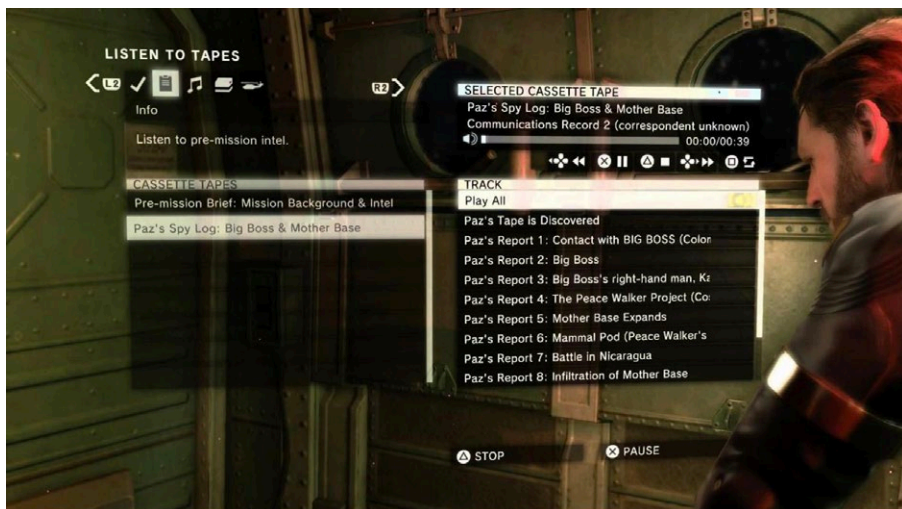 LISTEN TO TAPES
L2
R2
Info
Listen to pre-mission intel.
SELECTED CASSETTE TAPE
Paz's Spy Log: Big Boss & Mother Base
Communications Record 2 (correspondent unknown)
00:00/00:39
CASSETTE TAPES
Pre-mission Brief: Mission Background & Intel
Paz's Spy Log: Big Boss & Mother Base
TRACK
Play All
Paz's Tape is Discovered
Paz's Report 1: Contact with BIG BOSS (Colon
Paz's Report 2: Big Boss
Paz's Report 3: Big Boss's right-hand man, Ka
Paz's Report 4: The Peace Walker Project (Co
Paz's Report 5: Mother Base Expands
Paz's Report 6: Mammal Pod (Peace Walker's
Paz's Report 7: Battle in Nicaragua
Paz's Report 8: Infiltration of Mother Base
STOP
PAUSE